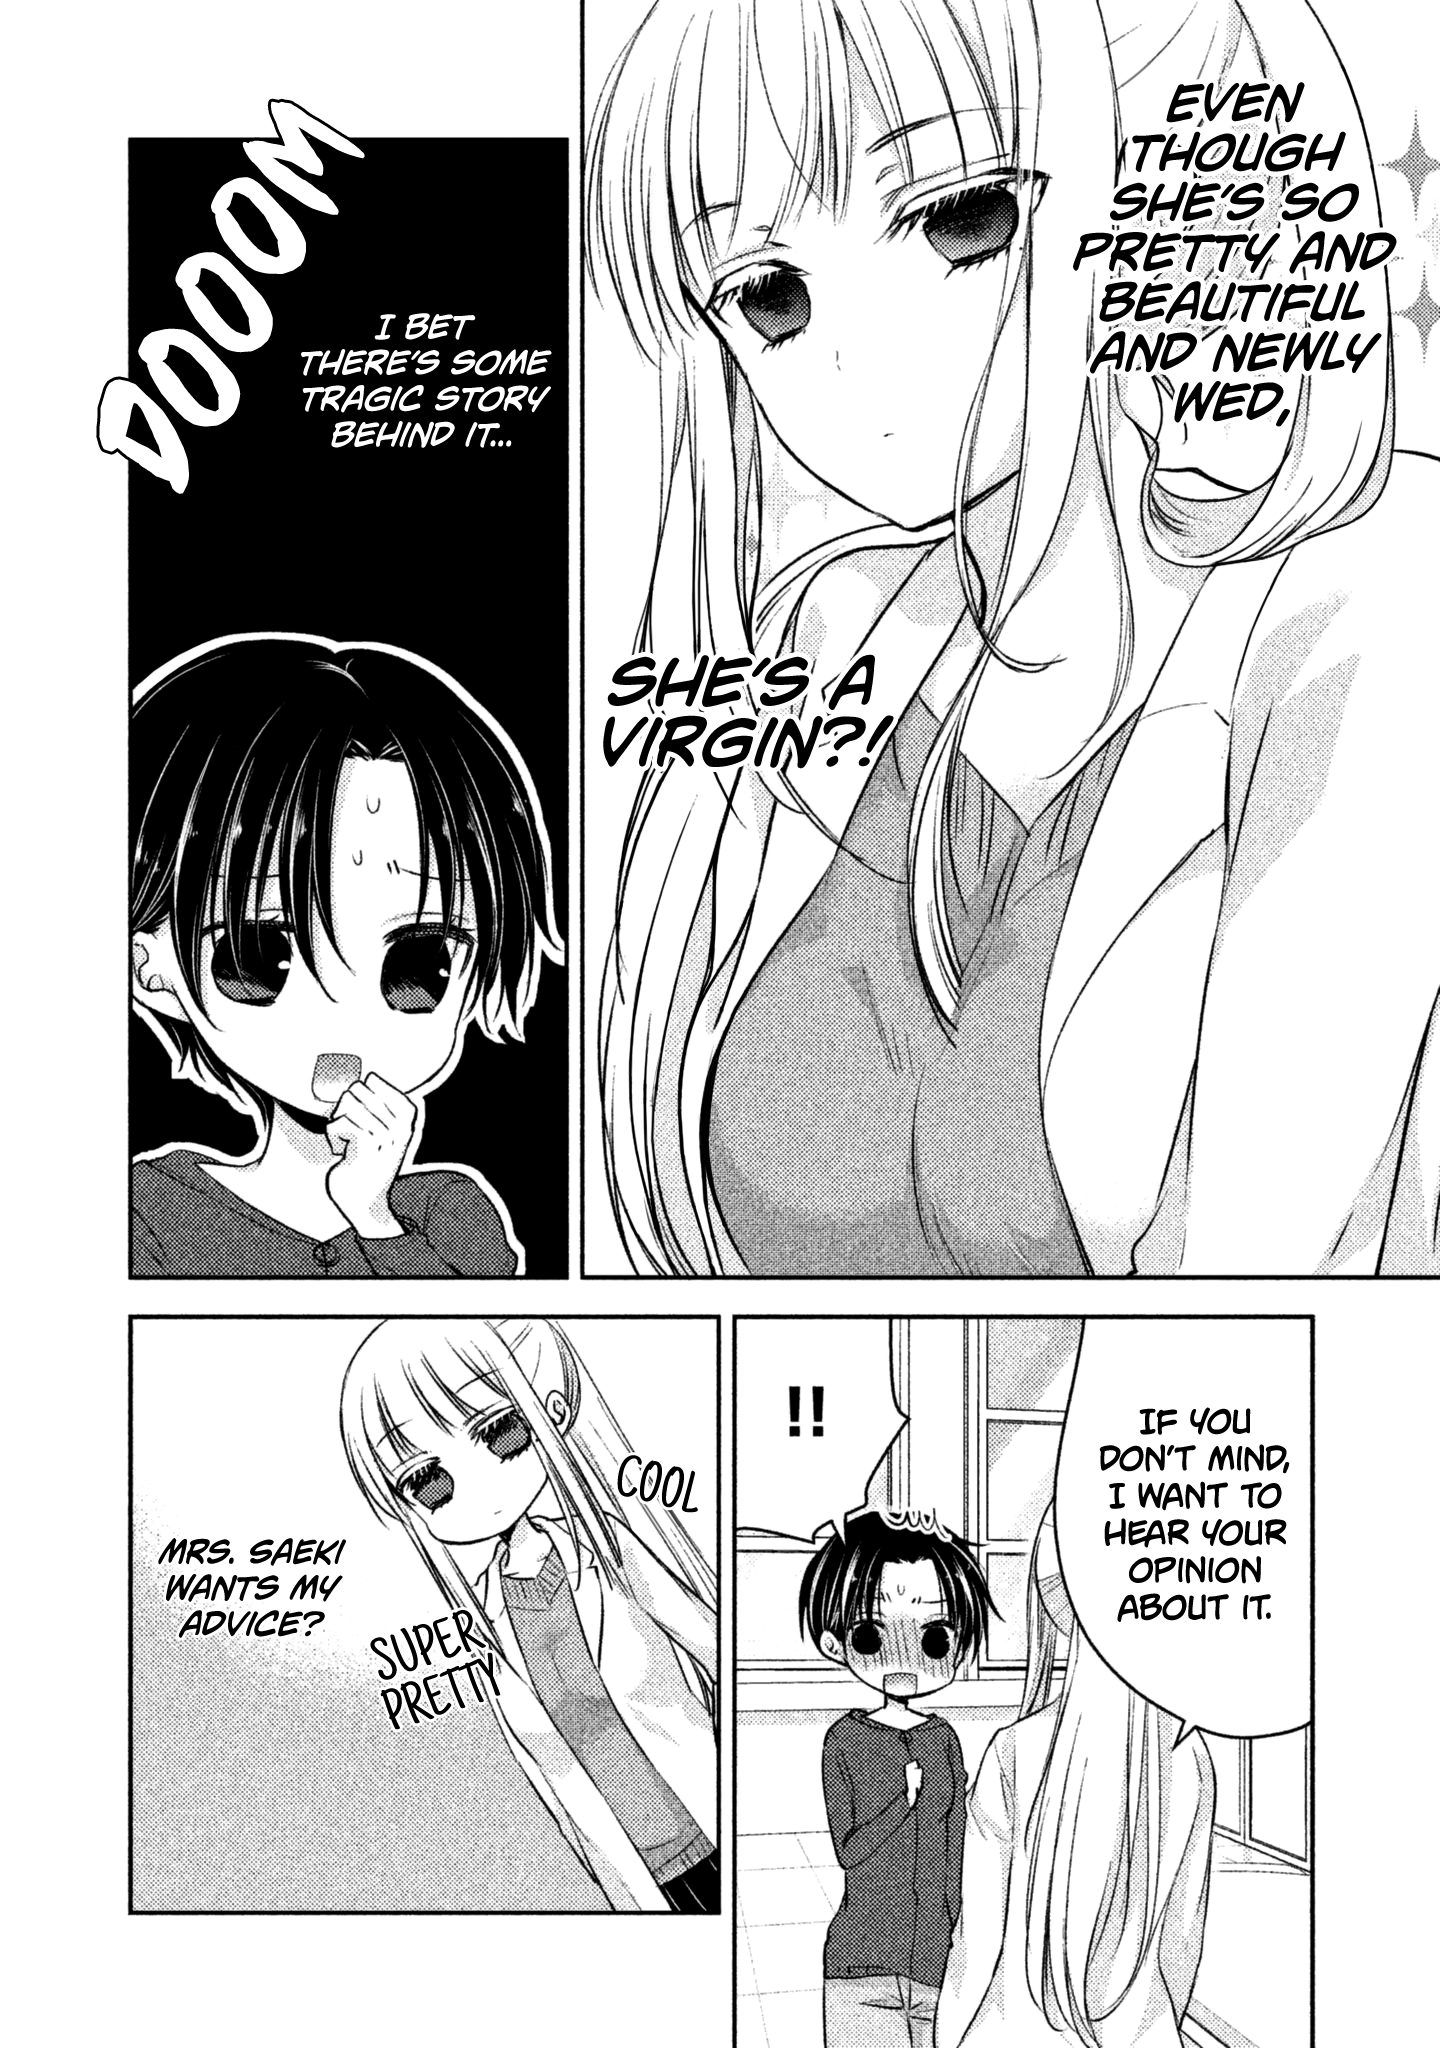 EVEN
THOUGH
SHE'S SO
PRETTY AND
BEAUTIFUL
AND NEWLY
WED,
SHE'S A
VIRGIN?!
I BET
THERE'S SOME
TRAGIC STORY
BEHIND IT...
DOOOM
IF YOU
DON'T MIND,
I WANT TO
HEAR YOUR
OPINION
ABOUT IT.
!!
COOL
MRS. SAEKI
WANTS MY
ADVICE?
SUPER
PRETTY